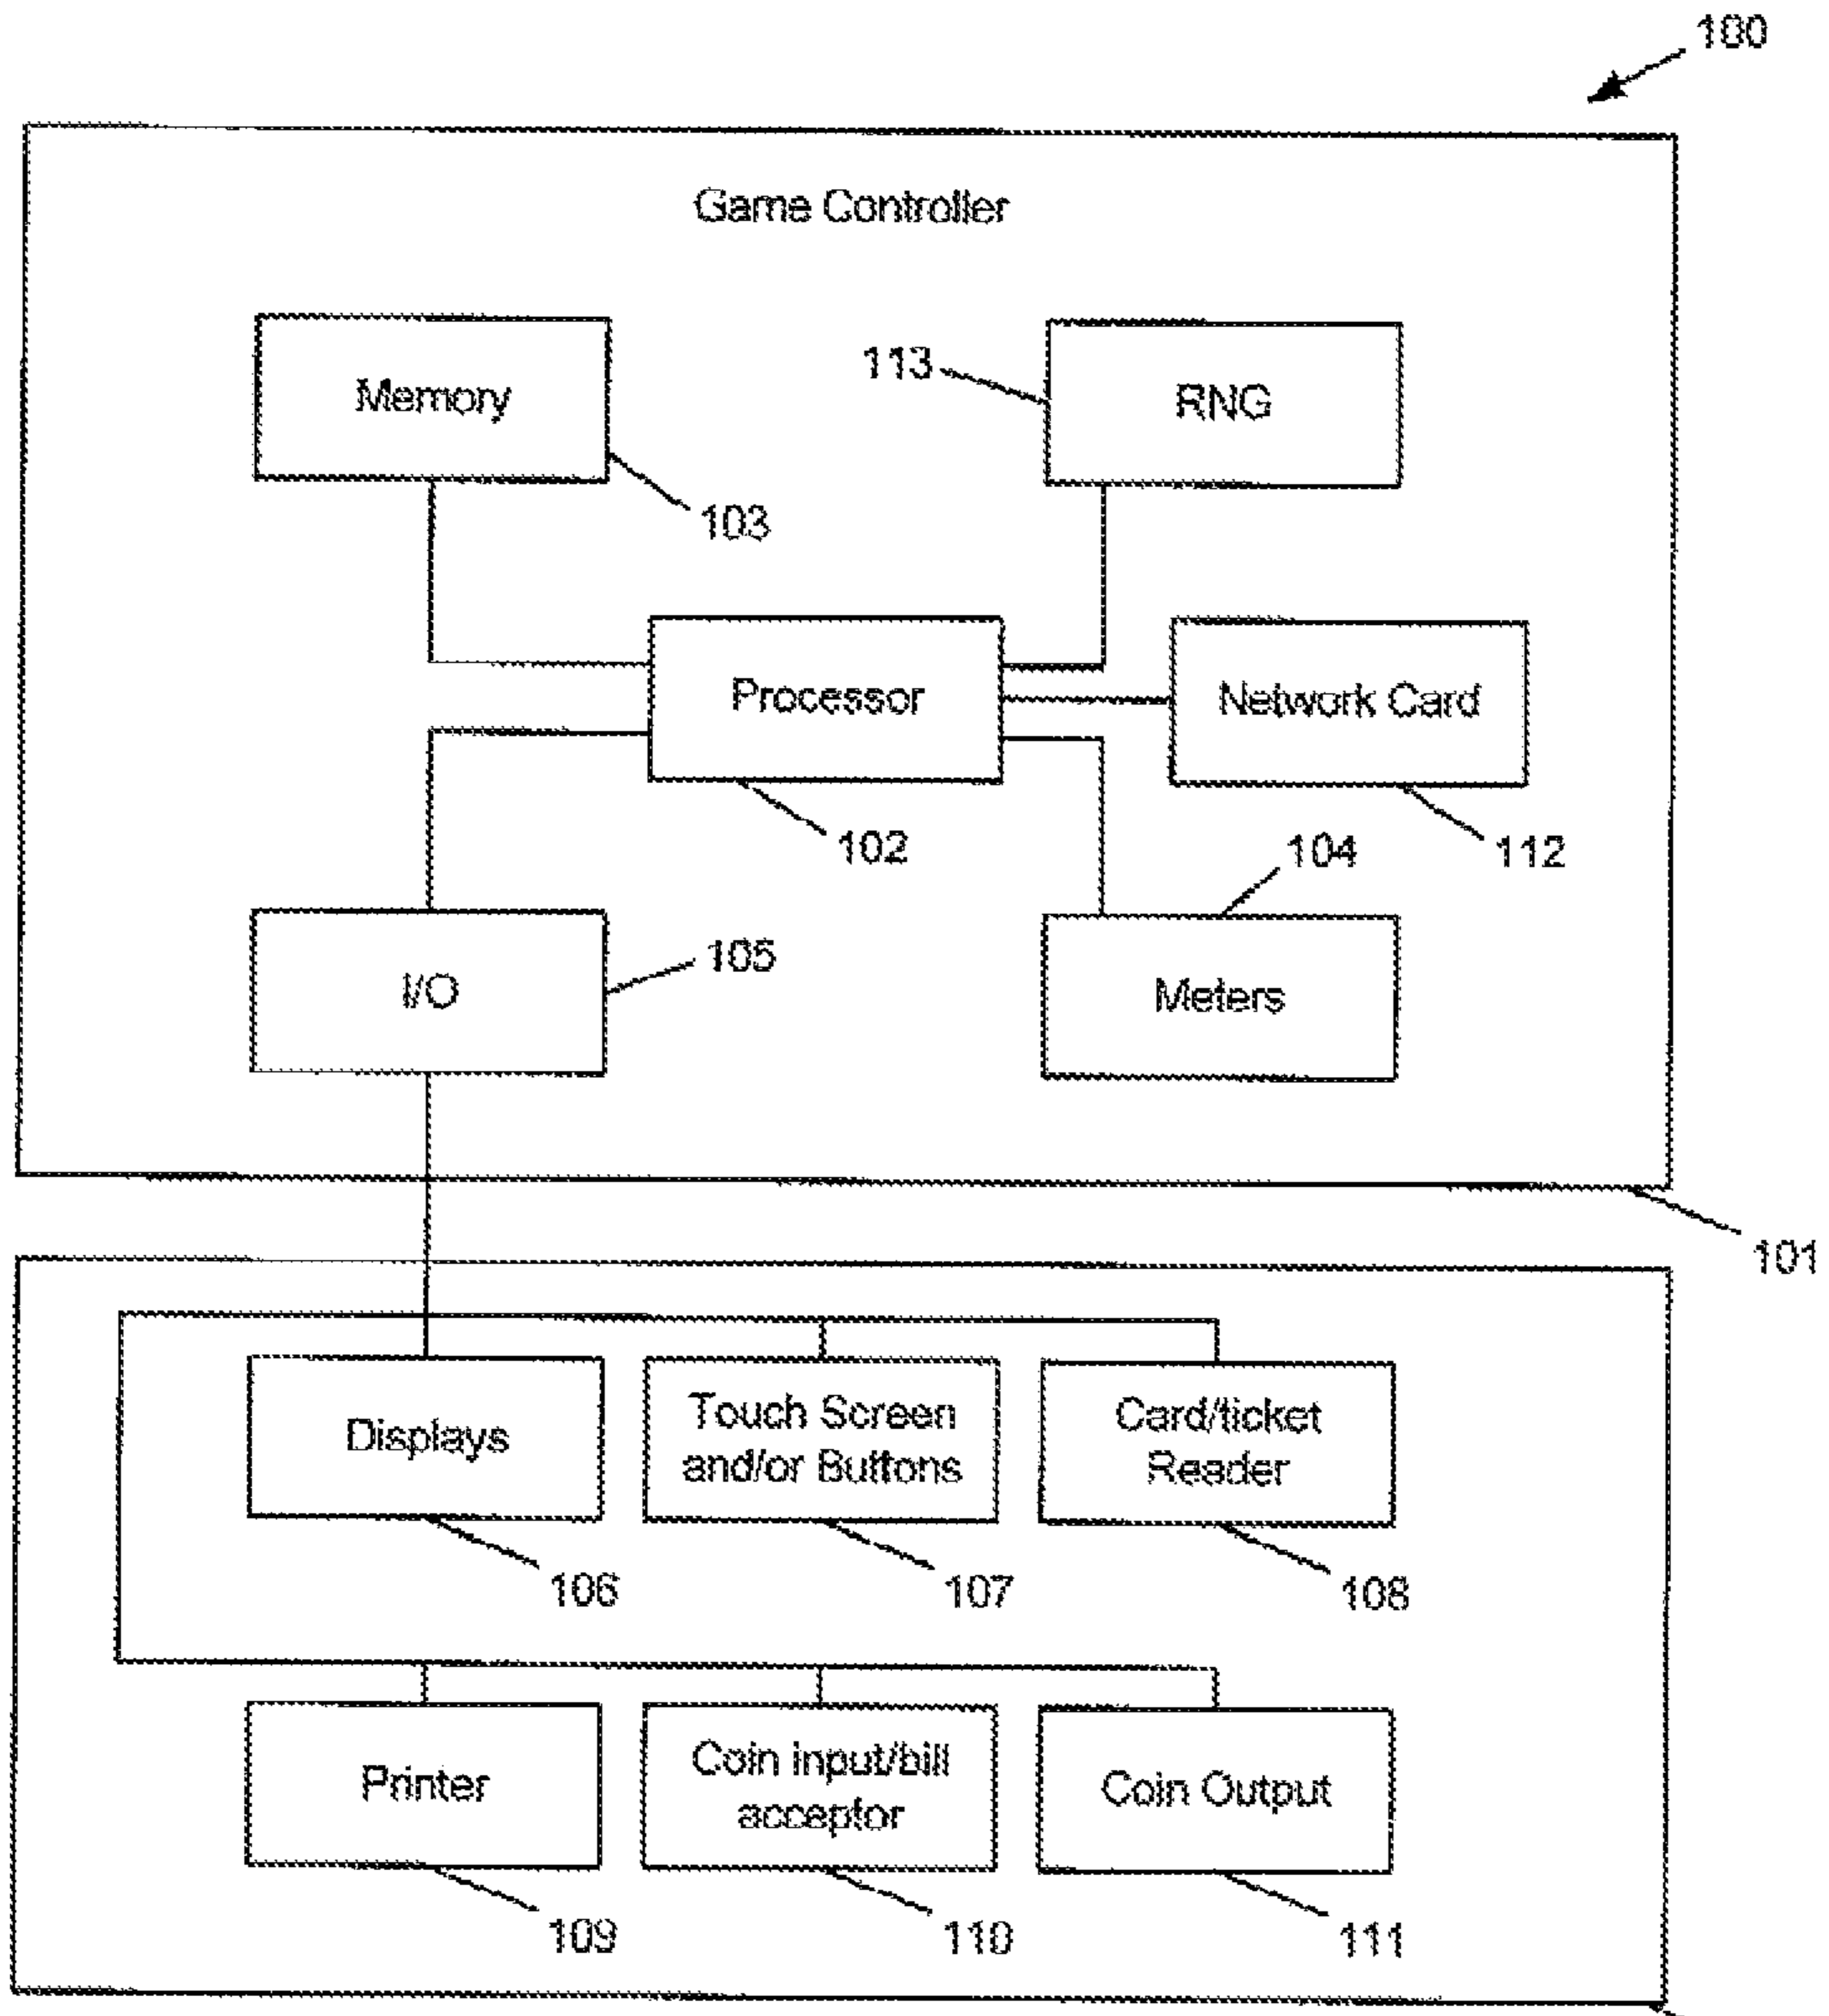 100
Game Controller
Memory
113
RNG
103
Processor
Network Card
102
104
112
I/O
105
Meters
101
Displays
Touch Screen
and/or Buttons
Card/ticket
Reader
106
107
108
Printer
Coin input/bill
acceptor
Coin Output
109
110
111